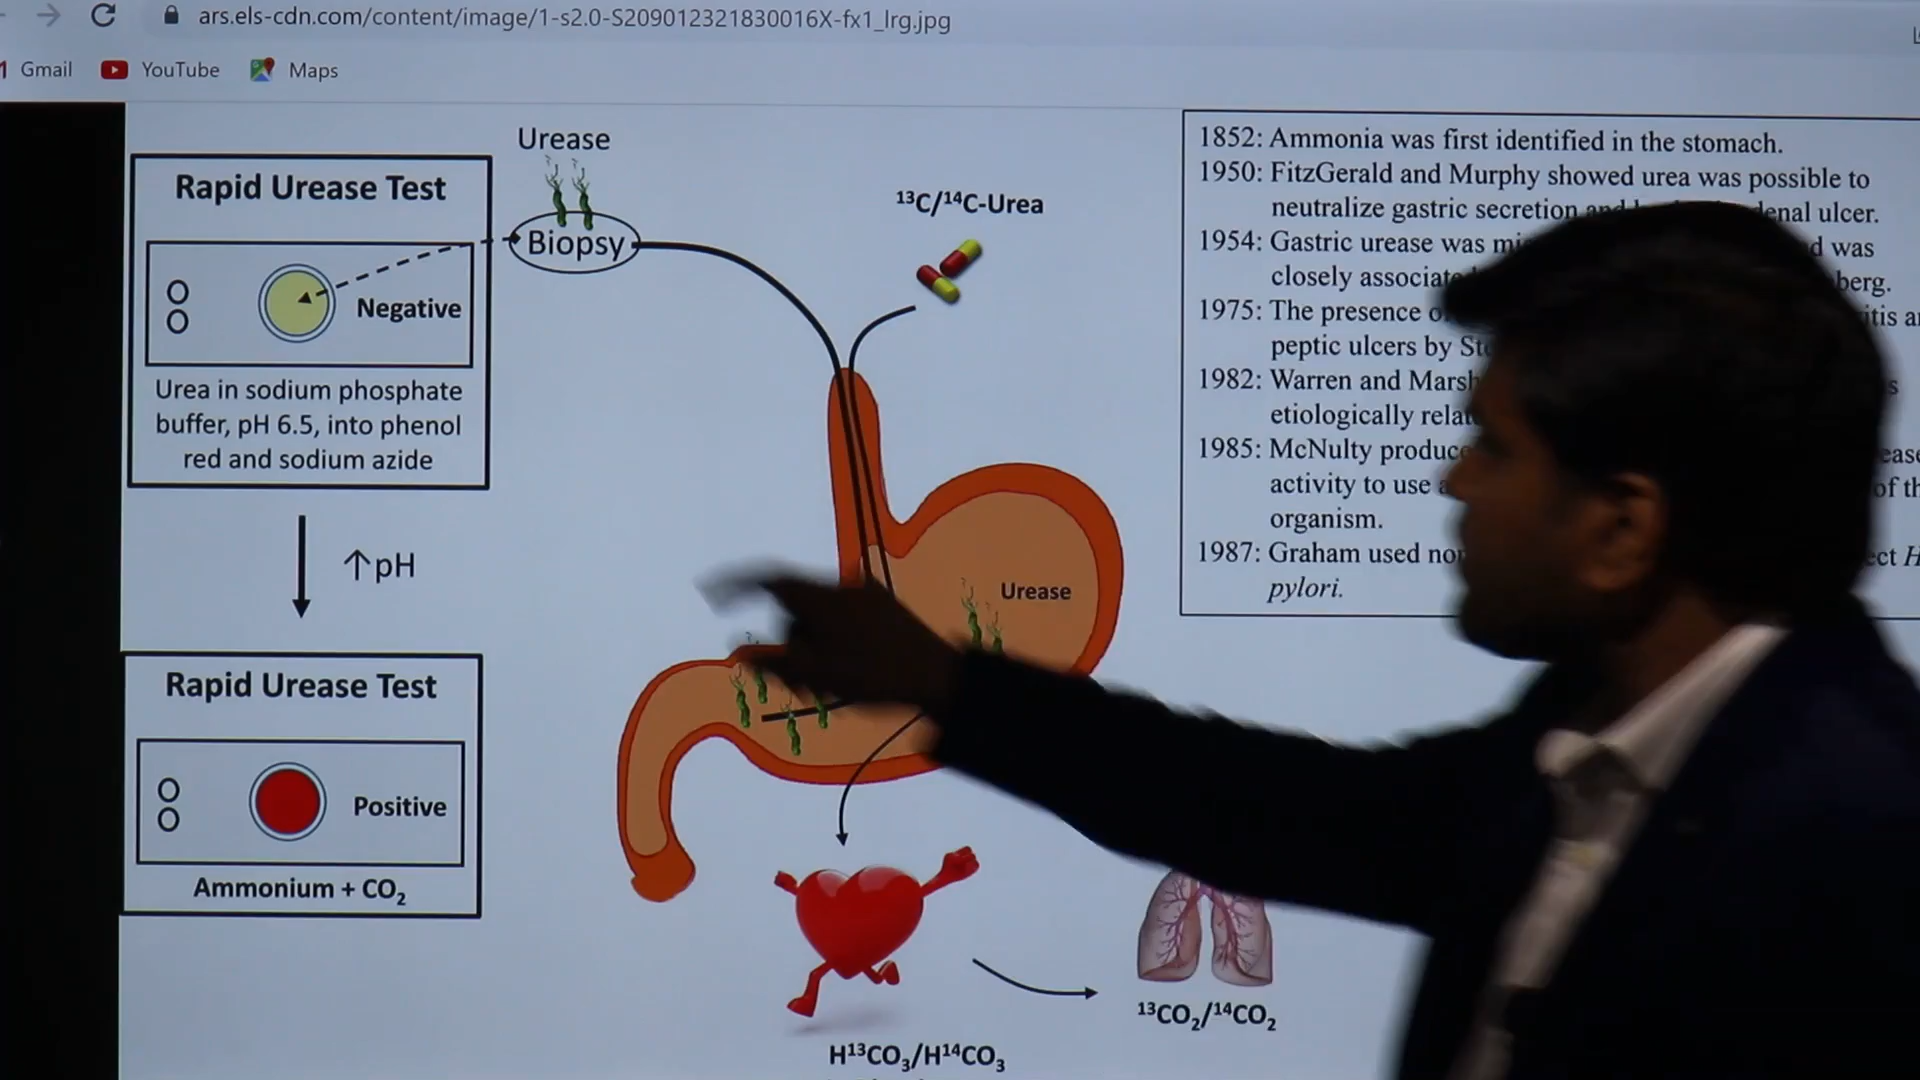 ars.els-cdn.com/content/image/1-s2.0-S209012321830016X-fx1_lrg.jpg
Gmail
YouTube
Maps
Urease
Rapid Urease Test
Biopsy
Negative
Urea in sodium phosphate
buffer, pH 6.5, into phenol
red and sodium azide
↑pH
Rapid Urease Test
Positive
Ammonium + CO₂
¹³C/¹⁴C-Urea
Urease
H¹³CO₃/H¹⁴CO₃
¹³CO₂/¹⁴CO₂
1852: Ammonia was first identified in the stomach.
1950: FitzGerald and Murphy showed urea was possible to
neutralize gastric secretion ulcer.
1954: Gastric urease was was
closely
1975: The presence
peptic ulcers by
1982: Warren and
etiologically
1985: McNulty
activity to use of
organism.
1987: Graham used H
pylori.